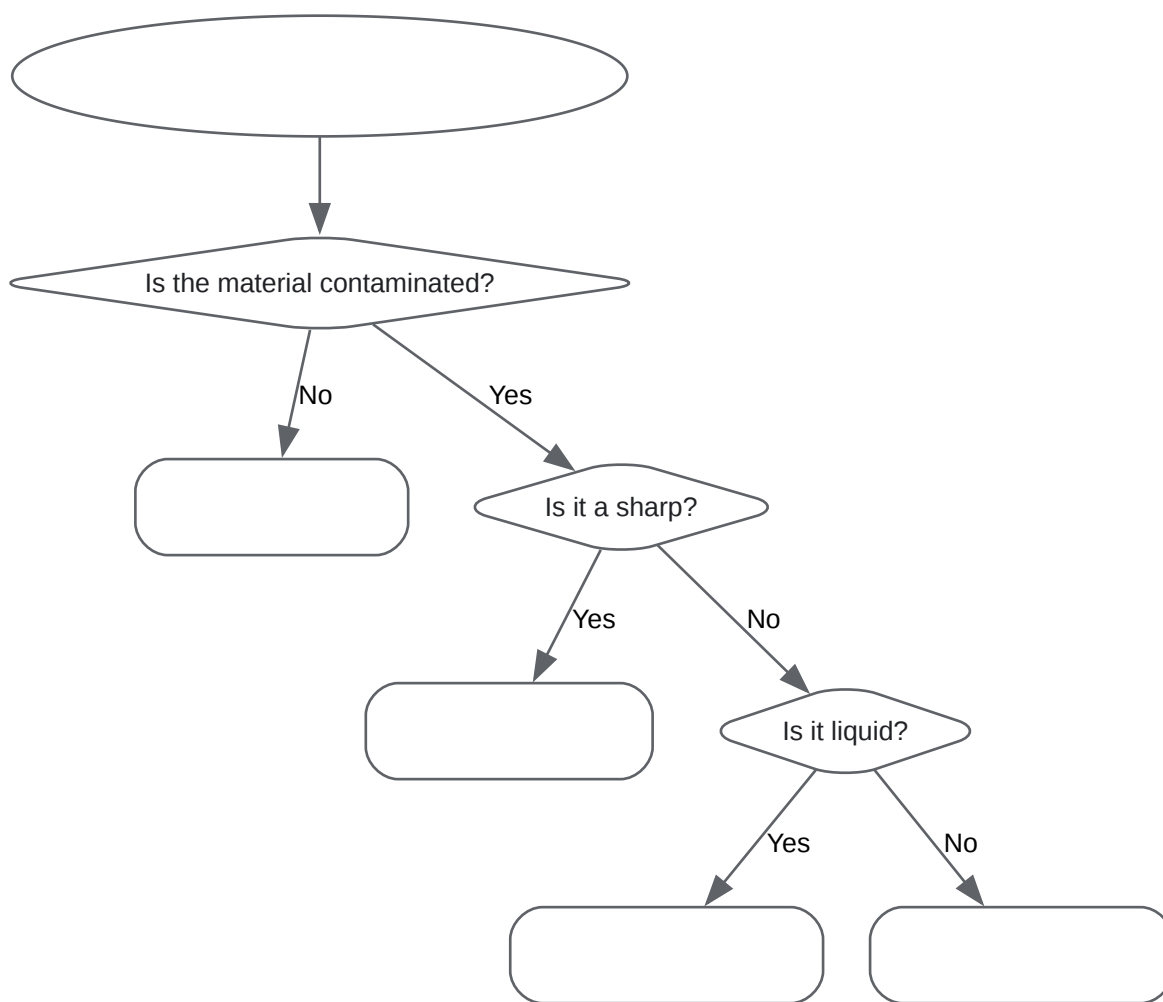 Is the material contaminated?
No
Yes
Is it a sharp?
Yes
No
Is it liquid?
Yes
No